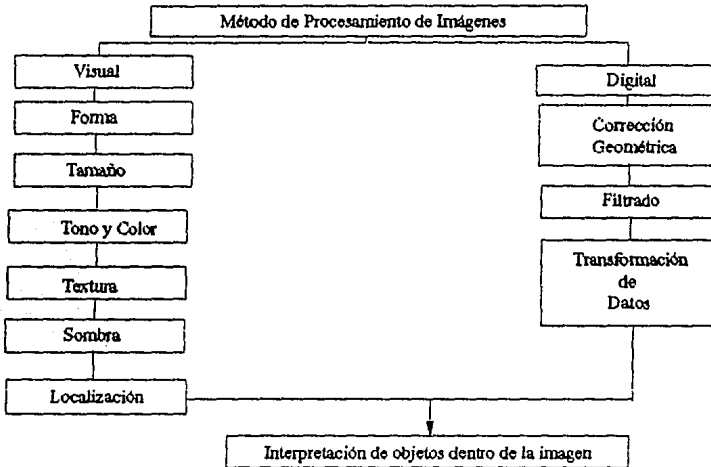 Método de Procesamiento de Imágenes
Visual
Forma
Tamaño
Tono y Color
Textura
Sombra
Localización
Digital
Corrección
Geométrica
Filtrado
Transformación
de
Datos
Interpretación de objetos dentro de la imagen